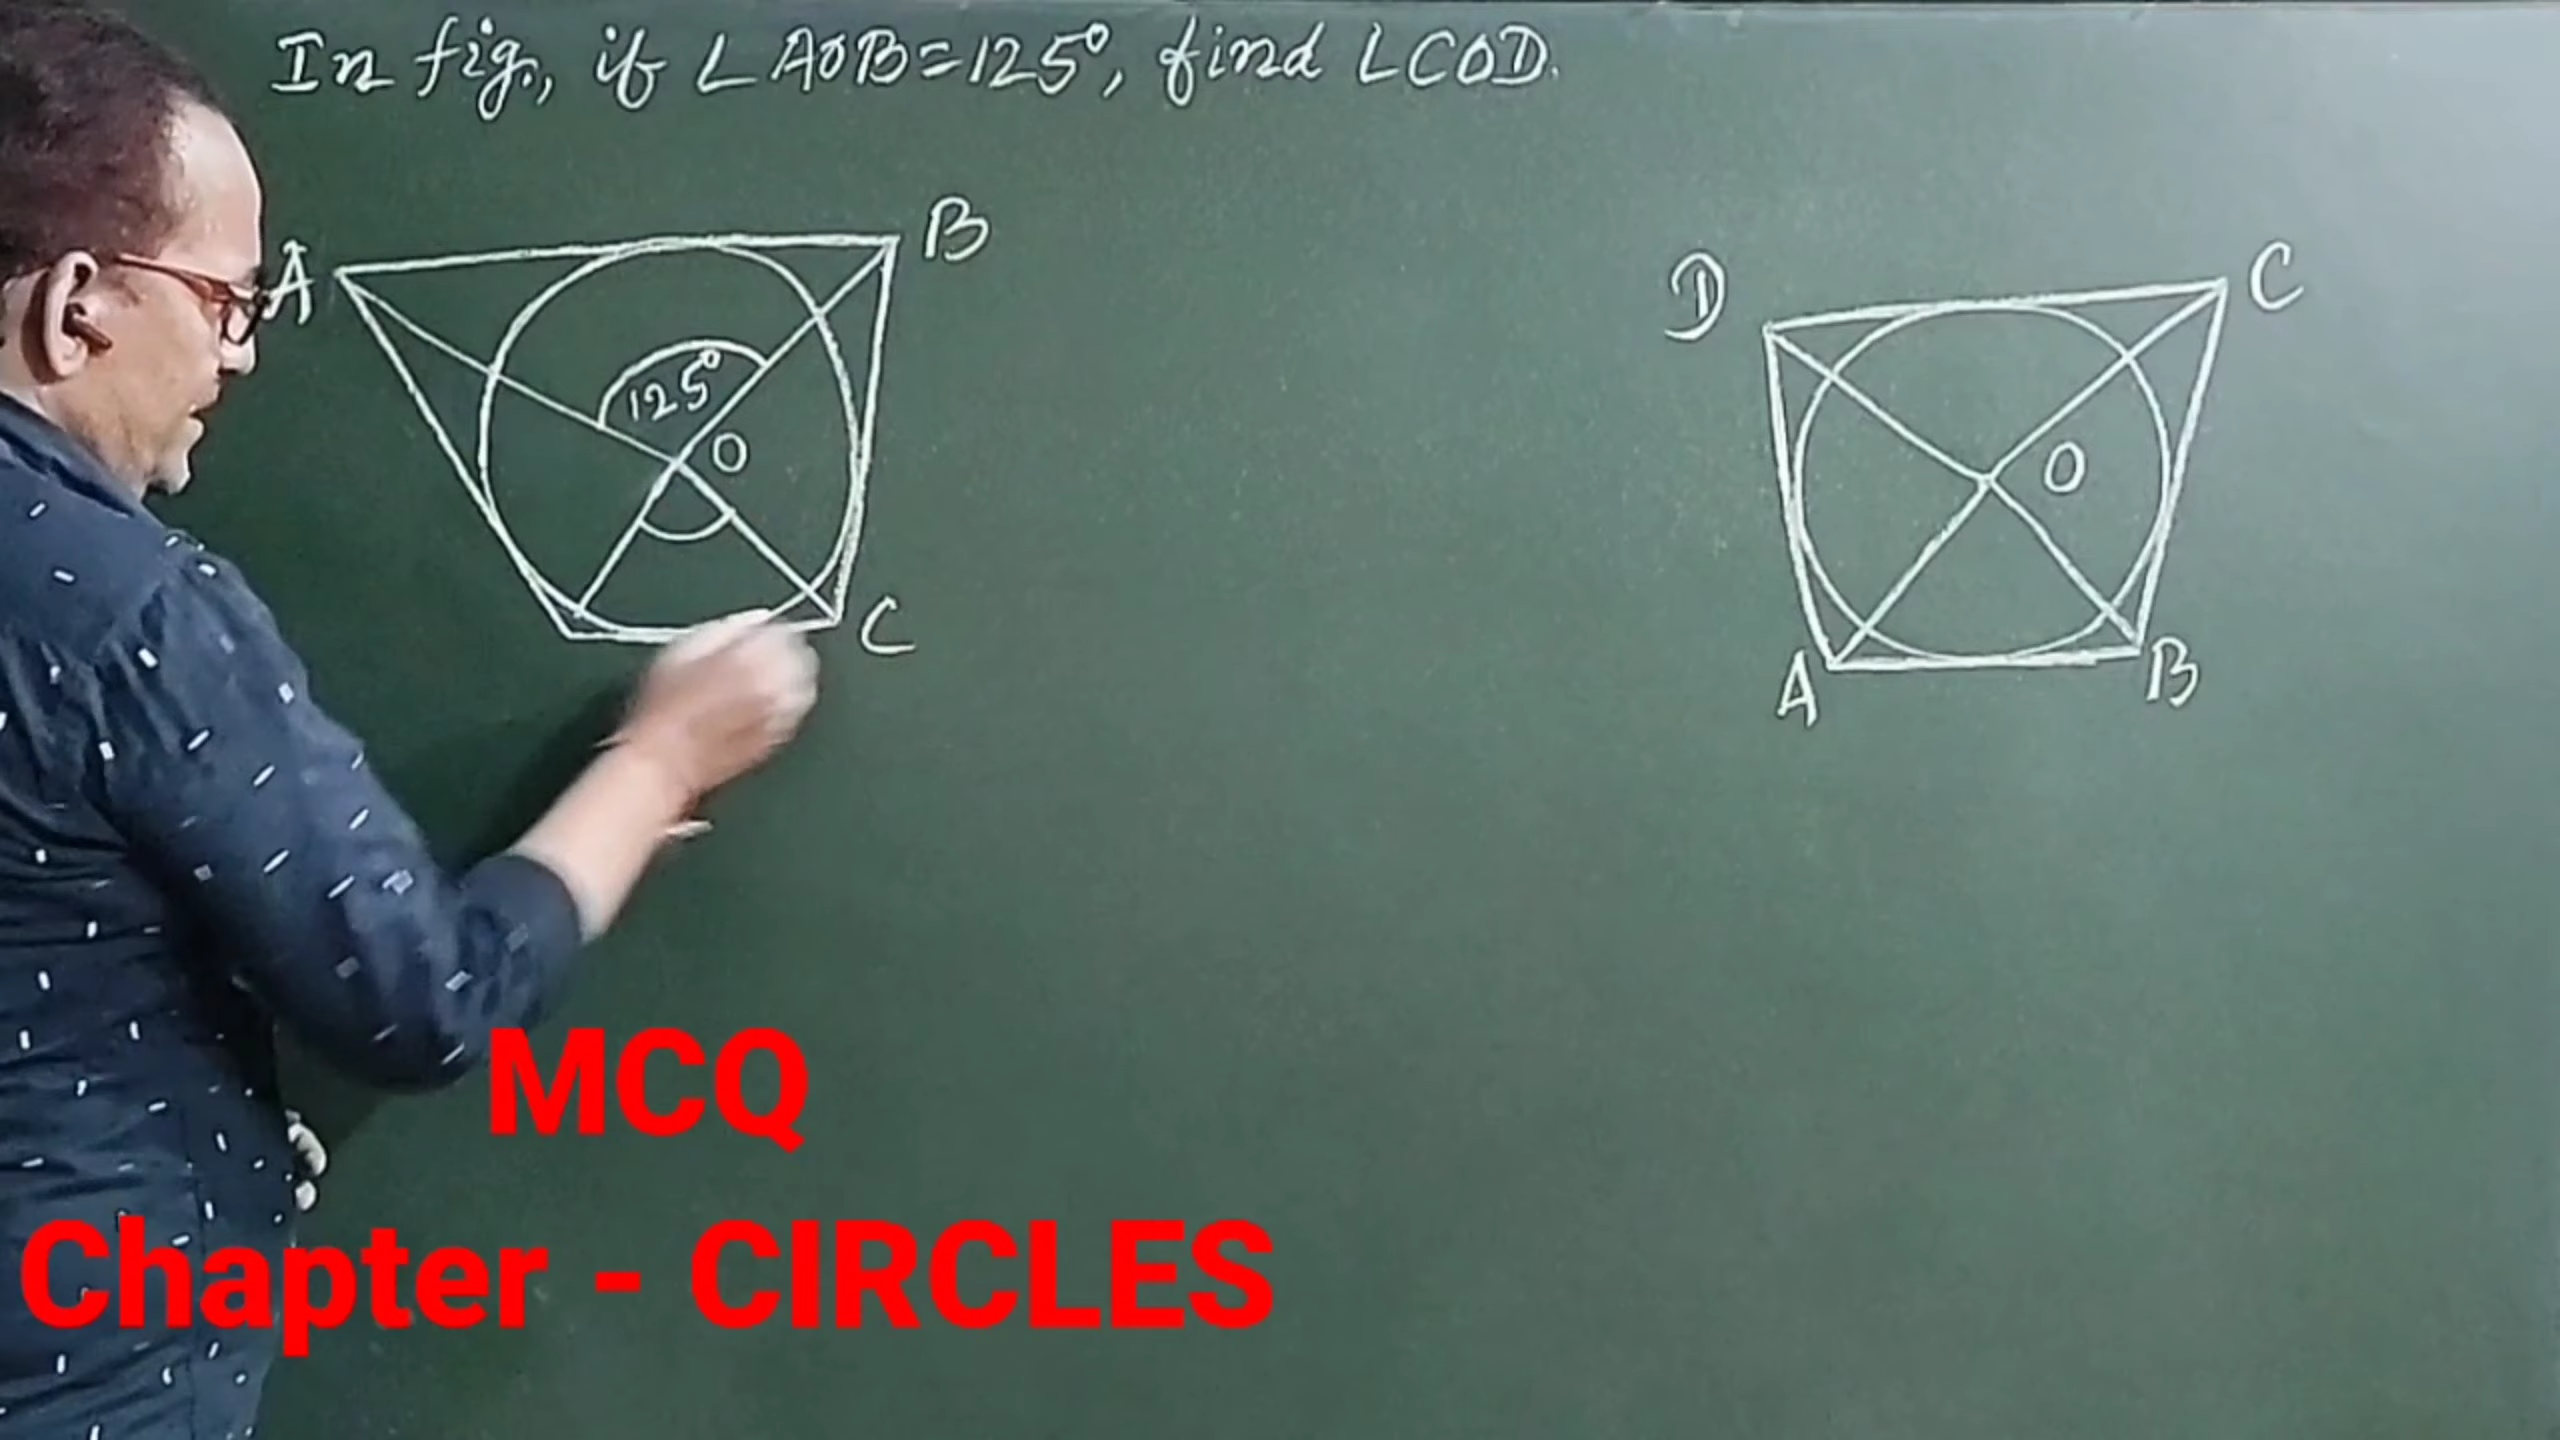 In fig., if ∠AOB=125°, find ∠COD.
A
B
125°
O
C
D
C
O
A
B
MCQ
Chapter - CIRCLES